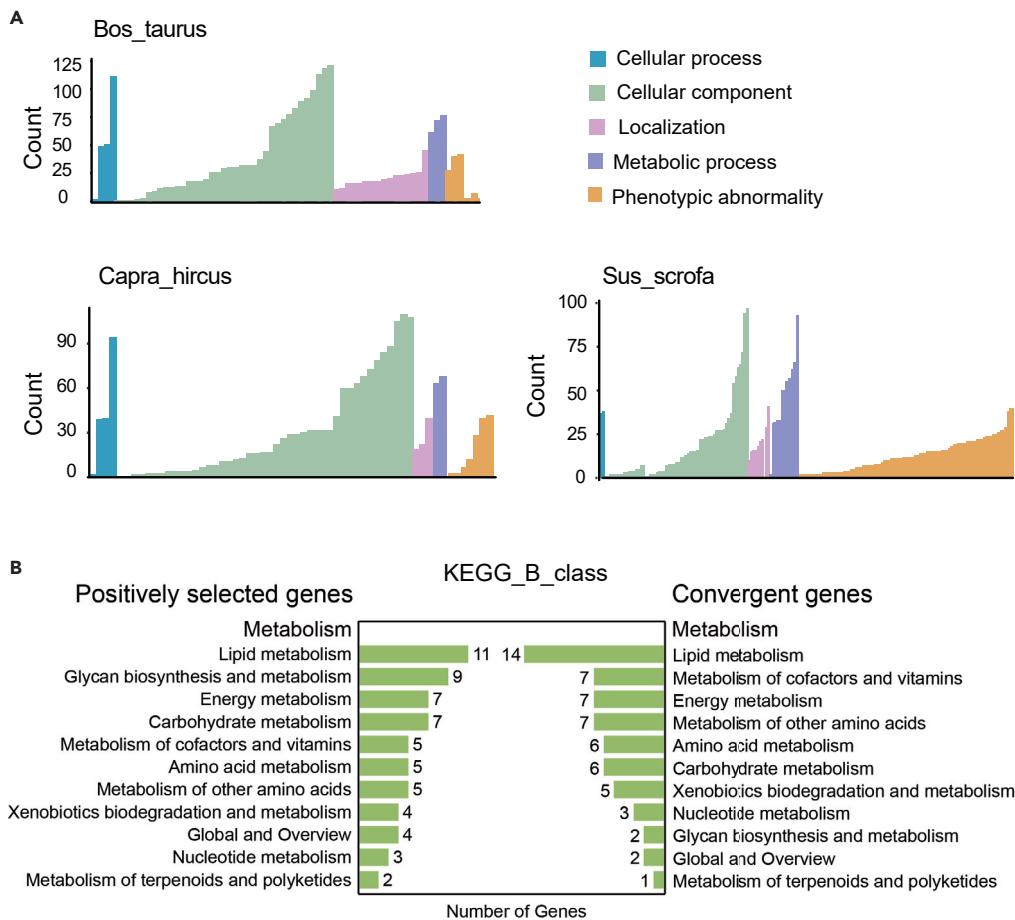 A
Bos_taurus
125
100
75
50
25
0
Count
Cellular process
Cellular component
Localization
Metabolic process
Phenotypic abnormality
Capra_hircus
90
60
30
0
Count
Sus_scrofa
100
75
50
25
0
Count
B
KEGG_B_class
Positively selected genes
Convergent genes
Metabolism
Metabolism
Lipid metabolism 11 14 Lipid metabolism
Glycan biosynthesis and metabolism 9 7 Metabolism of cofactors and vitamins
Energy metabolism 7 7 Energy metabolism
Carbohydrate metabolism 7 7 Metabolism of other amino acids
Metabolism of cofactors and vitamins 5 6 Amino acid metabolism
Amino acid metabolism 5 6 Carbohydrate metabolism
Metabolism of other amino acids 5 5 Xenobiotics biodegradation and metabolism
Xenobiotics biodegradation and metabolism 4 3 Nucleotide metabolism
Global and Overview 4 2 Glycan biosynthesis and metabolism
Nucleotide metabolism 3 2 Global and Overview
Metabolism of terpenoids and polyketides 2 1 Metabolism of terpenoids and polyketides
Number of Genes